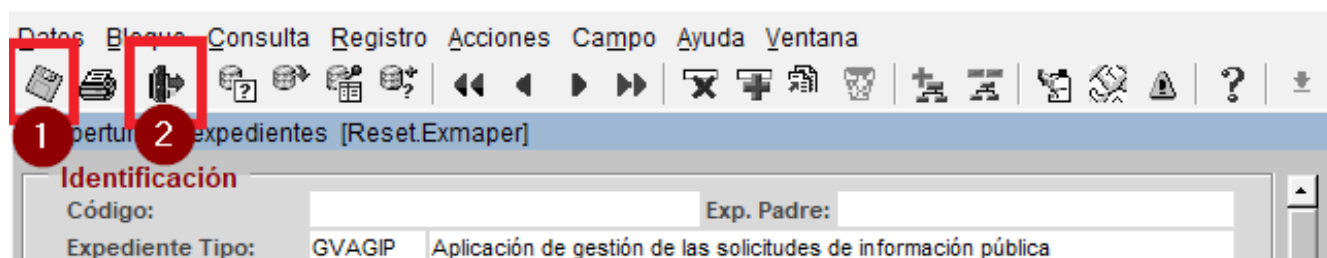 Datos Bloque Consulta Registro Acciones Campo Ayuda Ventana
1 2
expedientes [Reset.Exmaper]
Identificación
Código: Exp. Padre:
Expediente Tipo: GVAGIP Aplicación de gestión de las solicitudes de información pública